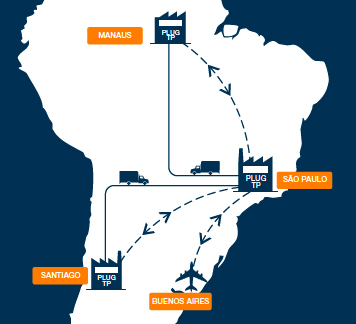 MANAUS
PLUG
TP
PLUG
TP
SÃO PAULO
SANTIAGO
PLUG
TP
BUENOS AIRES